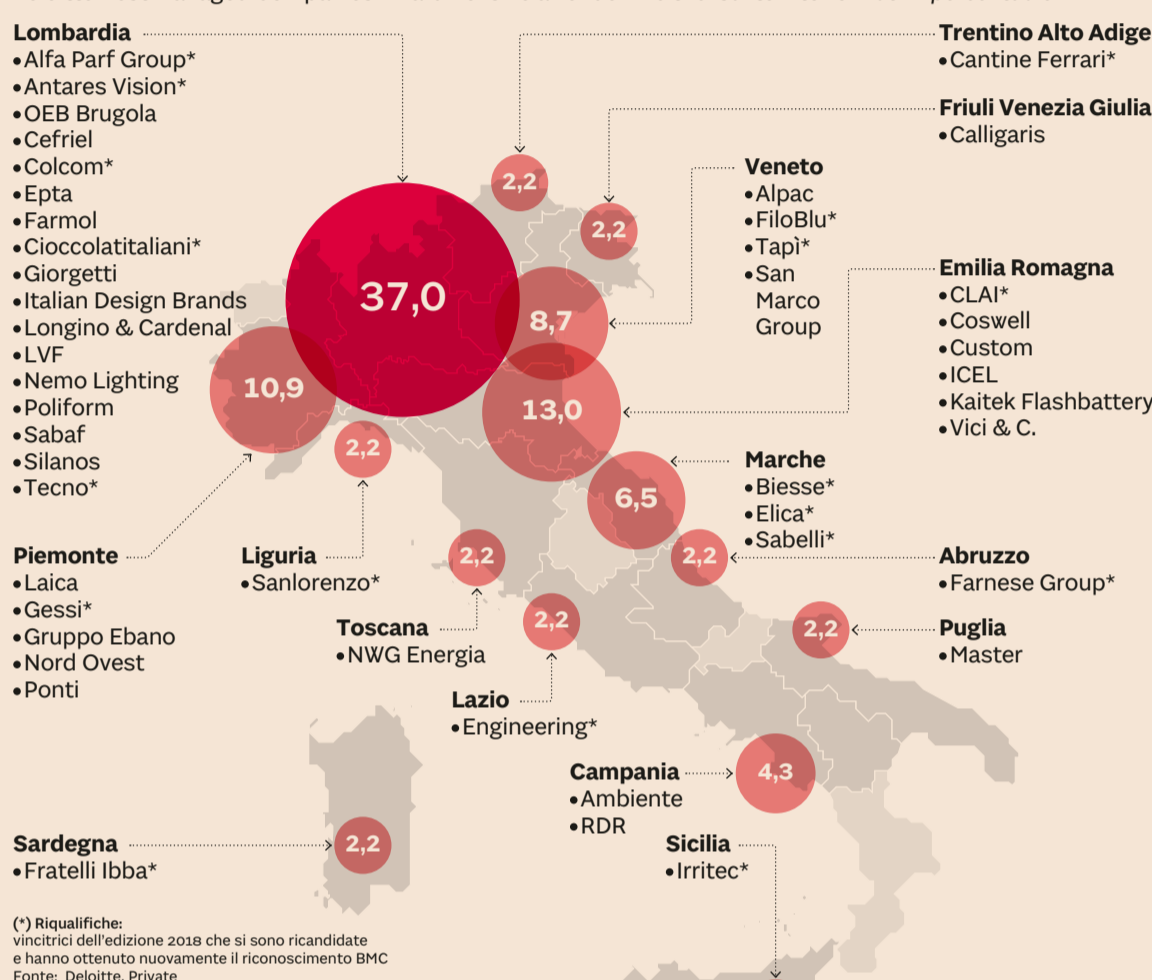 Lombardia
•Alfa Parf Group*
•Antares Vision*
•OEB Brugola
•Cefriel
•Colcom*
•Epta
•Farmol
•Cioccolatitaliani*
•Giorgetti
•Italian Design Brands
•Longino & Cardenal
•LVF
•Nemo Lighting
•Poliform
•Sabaf
•Silanos
•Tecno*
Trentino Alto Adige
•Cantine Ferrari*
Friuli Venezia Giulia
•Calligaris
Veneto
•Alpac
•FiloBlu*
•Tapì*
•San
Marco
Group
Emilia Romagna
•CLAI*
•Coswell
•Custom
•ICEL
•Kaitek Flashbattery
•Vici & C.
2,2
2,2
37,0
8,7
10,9
13,0
2,2
6,5
2,2
2,2
2,2
2,2
4,3
2,2
Marche
•Biesse*
•Elica*
•Sabelli*
Piemonte
•Laica
•Gessi*
•Gruppo Ebano
•Nord Ovest
•Ponti
Liguria
•Sanlorenzo*
Abruzzo
•Farnese Group*
Toscana
•NWG Energia
Puglia
•Master
Lazio
•Engineering*
Campania
•Ambiente
•RDR
Sardegna
•Fratelli Ibba*
Sicilia
•Irritec*
(*) Riqualifiche:
vincitrici dell'edizione 2018 che si sono ricandidate
e hanno ottenuto nuovamente il riconoscimento BMC
Fonte: Deloitte, Private